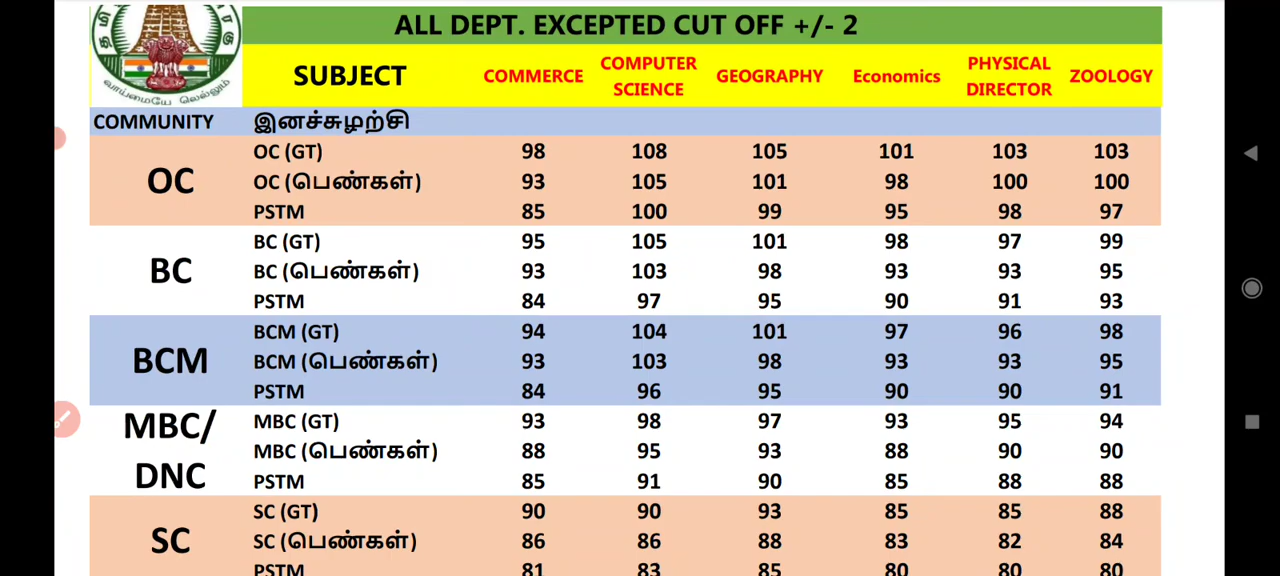 ALL DEPT. EXCEPTED CUT OFF +/- 2
வாய்மையே வெல்லும்
SUBJECT COMMERCE COMPUTER SCIENCE GEOGRAPHY Economics PHYSICAL DIRECTOR ZOOLOGY
COMMUNITY இனச்சுழற்சி
OC
OC (GT) 98 108 105 101 103 103
OC (பெண்கள்) 93 105 101 98 100 100
PSTM 85 100 99 95 98 97
BC
BC (GT) 95 105 101 98 97 99
BC (பெண்கள்) 93 103 98 93 93 95
PSTM 84 97 95 90 91 93
BCM
BCM (GT) 94 104 101 97 96 98
BCM (பெண்கள்) 93 103 98 93 93 95
PSTM 84 96 95 90 90 91
MBC/
DNC
MBC (GT) 93 98 97 93 95 94
MBC (பெண்கள்) 88 95 93 88 90 90
PSTM 85 91 90 85 88 88
SC
SC (GT) 90 90 93 85 85 88
SC (பெண்கள்) 86 86 88 83 82 84
PSTM 81 83 85 80 80 80